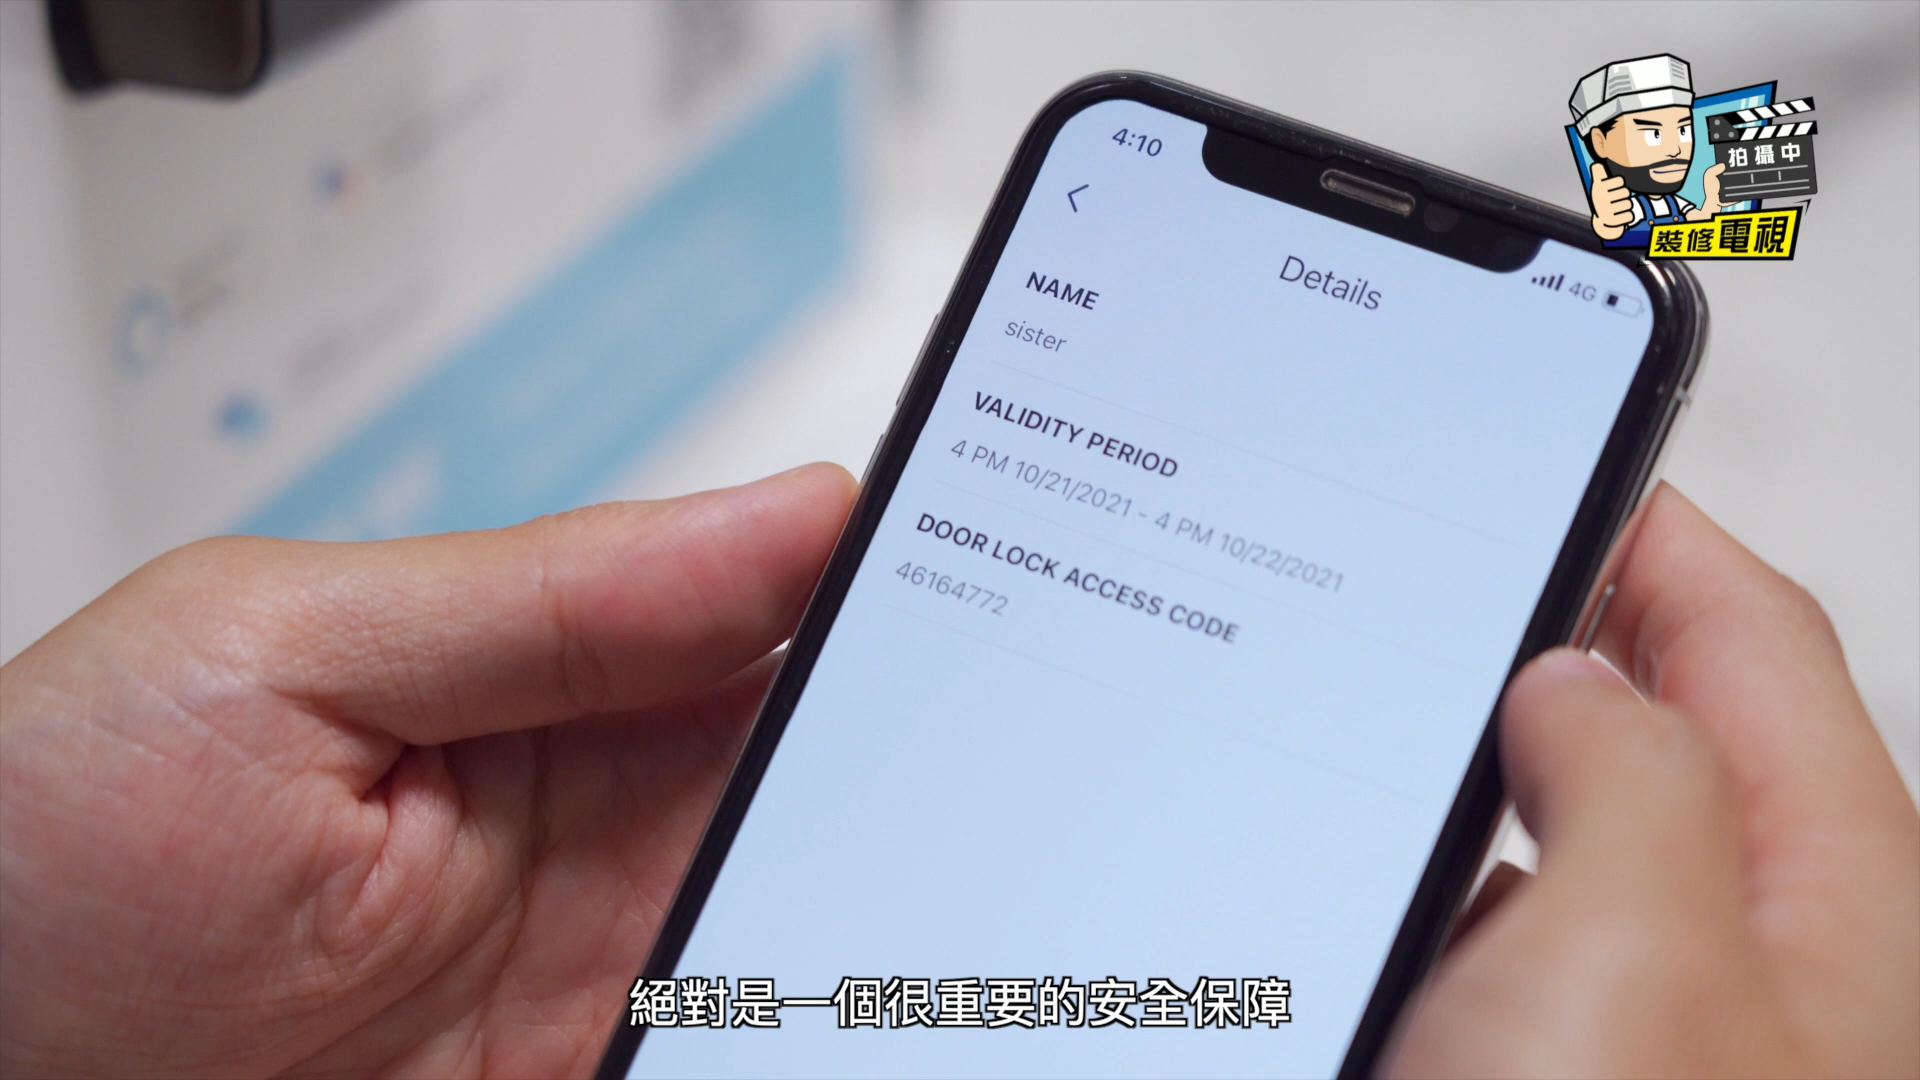 拍攝中
裝修電視
4:10
4G
Details
NAME
sister
VALIDITY PERIOD
4 PM 10/21/2021 - 4 PM 10/22/2021
DOOR LOCK ACCESS CODE
46164772
絕對是一個很重要的安全保障